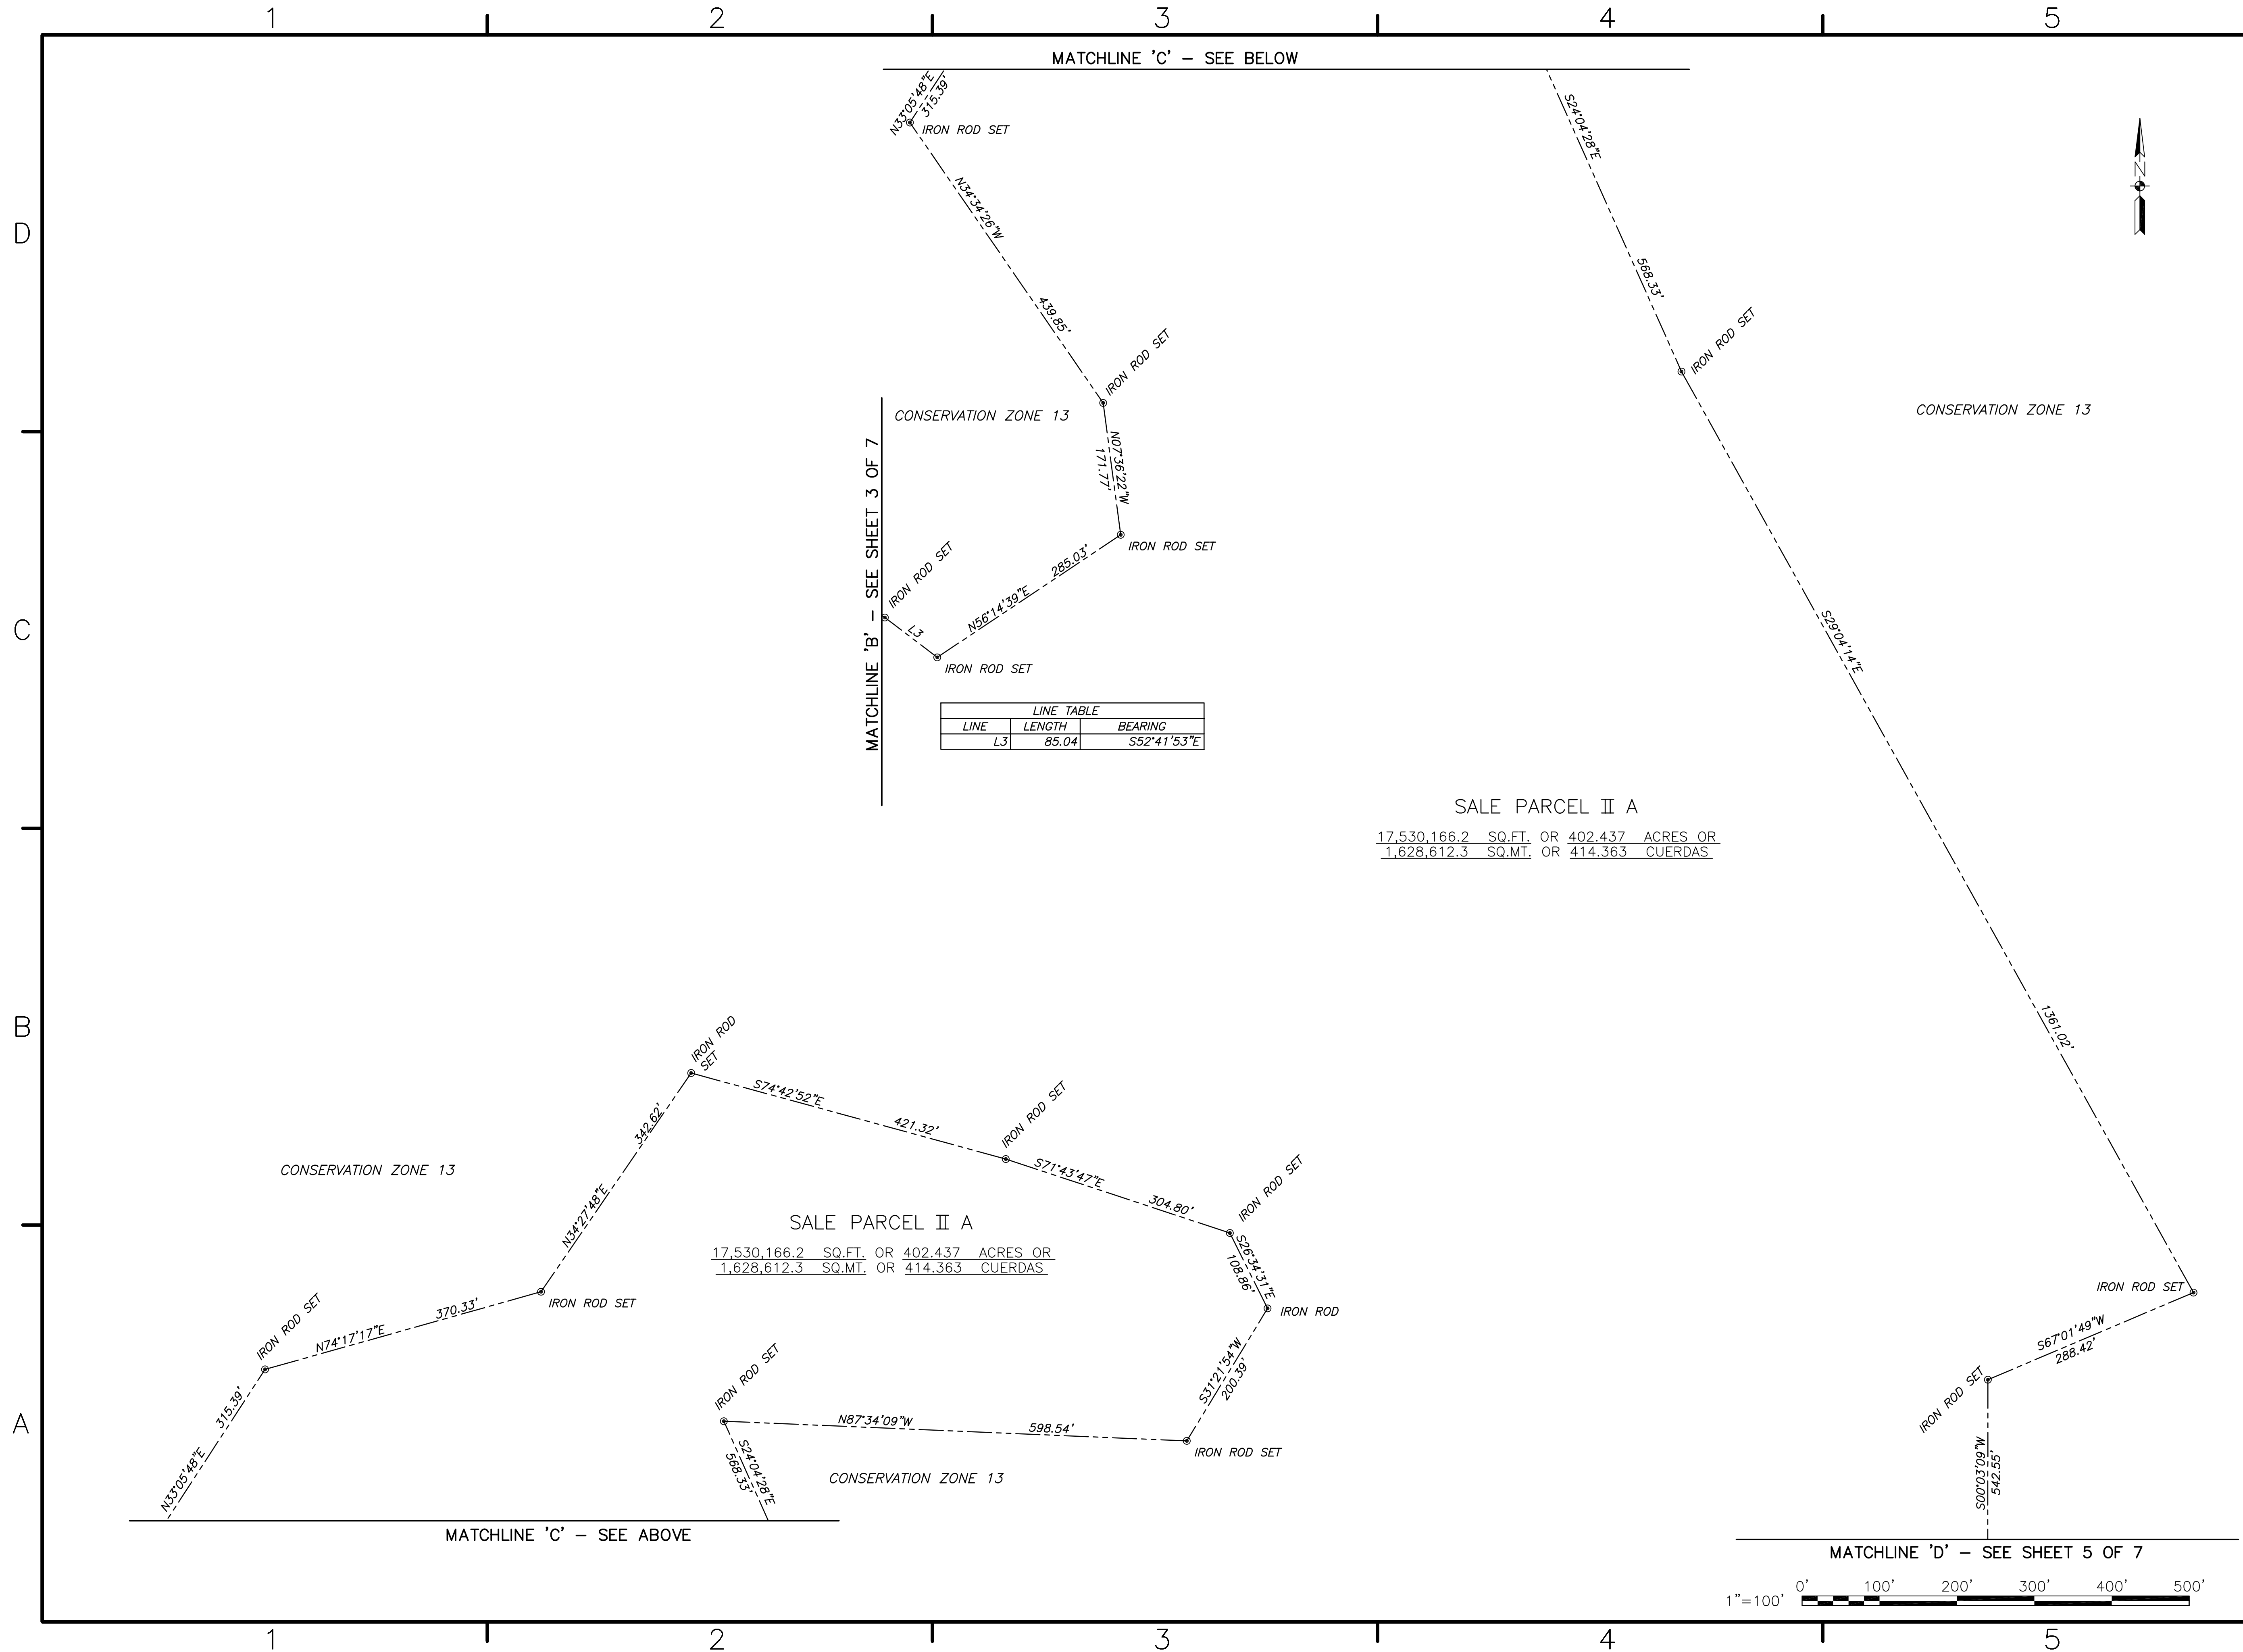 1 2 3 4 5
MATCHLINE 'C' – SEE BELOW
N33°05'48"E
315.39'
IRON ROD SET
S24°04'28"E
N
N34°34'26"W
D
568.33'
439.85'
IRON ROD SET
IRON ROD SET
CONSERVATION ZONE 13
CONSERVATION ZONE 13
N07°36'22"W
171.77'
MATCHLINE 'B' – SEE SHEET 3 OF 7
IRON ROD SET
285.03'
IRON ROD SET
N56°14'39"E
L3
C
S29°04'14"E
IRON ROD SET
LINE TABLE
LINE LENGTH BEARING
L3 85.04 S52°41'53"E
SALE PARCEL II A
17,530,166.2 SQ.FT. OR 402.437 ACRES OR
1,628,612.3 SQ.MT. OR 414.363 CUERDAS
B
1361.02'
IRON ROD
SET
S74°42'52"E
421.32'
IRON ROD SET
342.62'
CONSERVATION ZONE 13
S71°43'47"E
304.80'
IRON ROD SET
N34°27'48"E
SALE PARCEL II A
17,530,166.2 SQ.FT. OR 402.437 ACRES OR
1,628,612.3 SQ.MT. OR 414.363 CUERDAS
S26°34'31"E
108.86'
IRON ROD SET
IRON ROD SET
370.33'
IRON ROD
IRON ROD SET
N74°17'17"E
S67°01'49"W
288.42'
IRON ROD SET
S31°21'54"W
200.39'
IRON ROD SET
315.39'
A
N87°34'09"W
598.54'
IRON ROD SET
S24°04'28"E
568.33'
CONSERVATION ZONE 13
N33°05'48"E
S00°03'09"W
542.55'
MATCHLINE 'C' – SEE ABOVE
MATCHLINE 'D' – SEE SHEET 5 OF 7
0' 100' 200' 300' 400' 500'
1"=100'
1 2 3 4 5